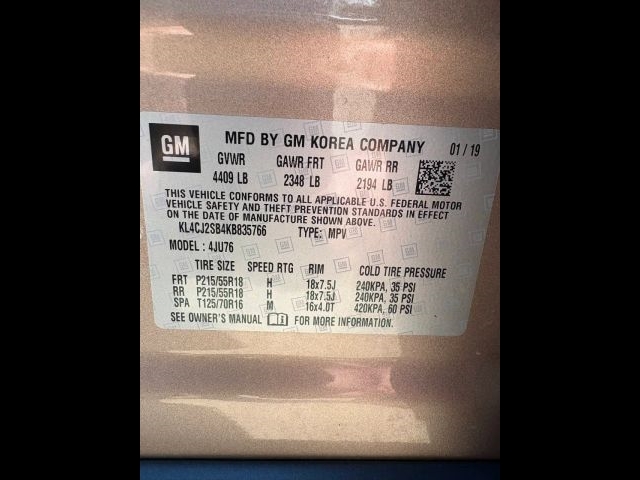 GM MFD BY GM KOREA COMPANY 01 / 19
GVWR GAWR FRT GAWR RR
4409 LB 2348 LB 2194 LB
THIS VEHICLE CONFORMS TO ALL APPLICABLE U.S. FEDERAL MOTOR
VEHICLE SAFETY AND THEFT PREVENTION STANDARDS IN EFFECT
ON THE DATE OF MANUFACTURE SHOWN ABOVE.
KL4CJ2SB4KB835766 TYPE: MPV
MODEL : 4JU76
TIRE SIZE SPEED RTG RIM COLD TIRE PRESSURE
FRT P215/55R18 H 18x7.5J 240KPA, 35 PSI
RR P215/55R18 H 18x7.5J 240KPA, 35 PSI
SPA T125/70R16 M 16x4.0T 420KPA, 60 PSI
SEE OWNER'S MANUAL FOR MORE INFORMATION.